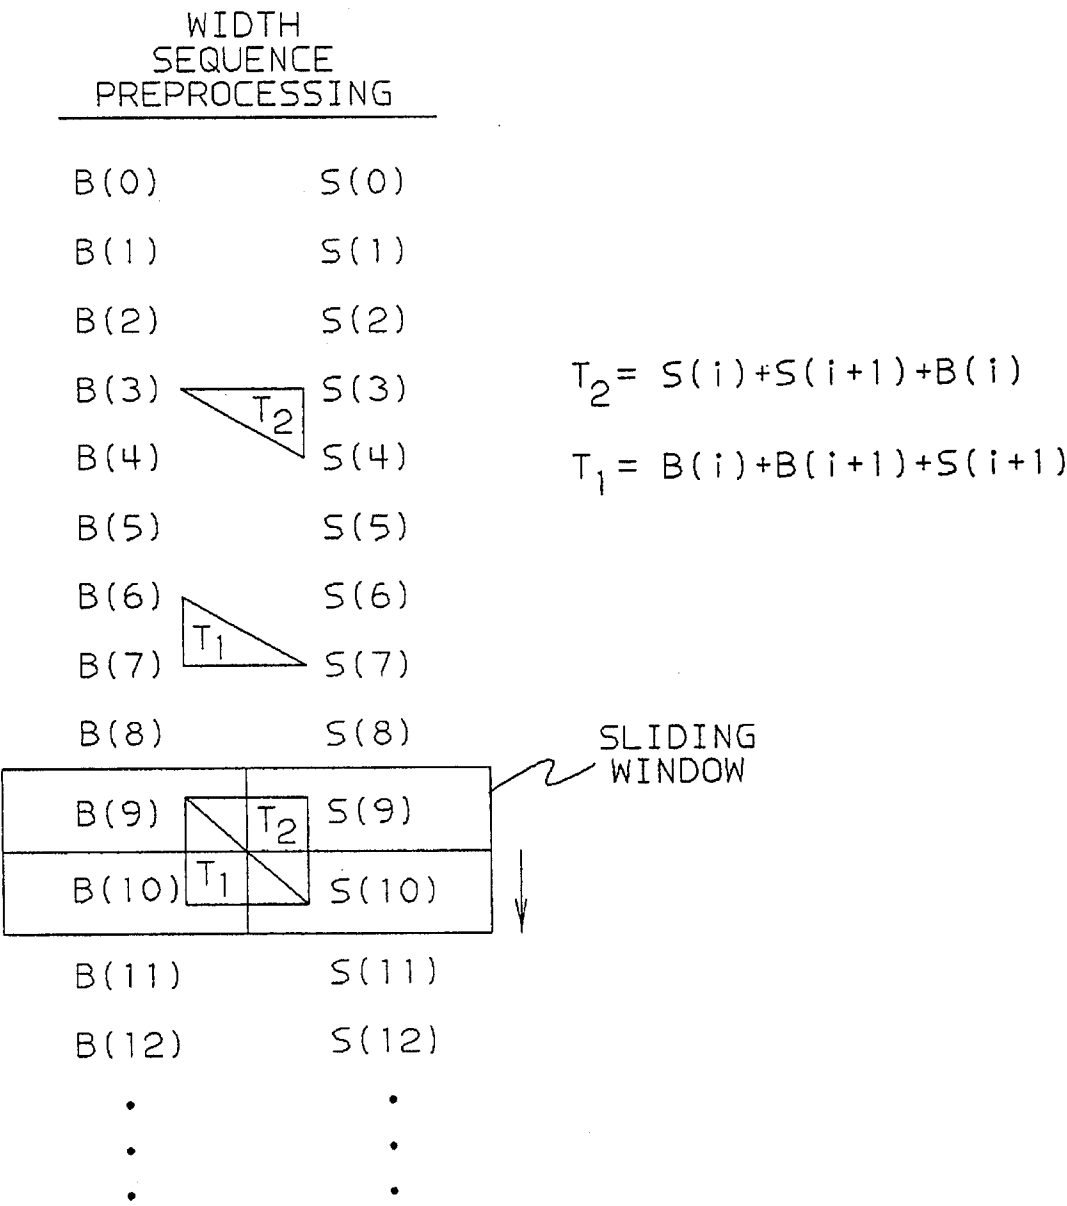 WIDTH
SEQUENCE
PREPROCESSING
B(0) S(0)
B(1) S(1)
B(2) S(2)
B(3) T2 S(3)
B(4) S(4)
T2= S(i)+S(i+1)+B(i)
T1= B(i)+B(i+1)+S(i+1)
B(5) S(5)
B(6) S(6)
T1
B(7) S(7)
B(8) S(8)
SLIDING
WINDOW
B(9) T2 S(9)
B(10) T1 S(10)
B(11) S(11)
B(12) S(12)